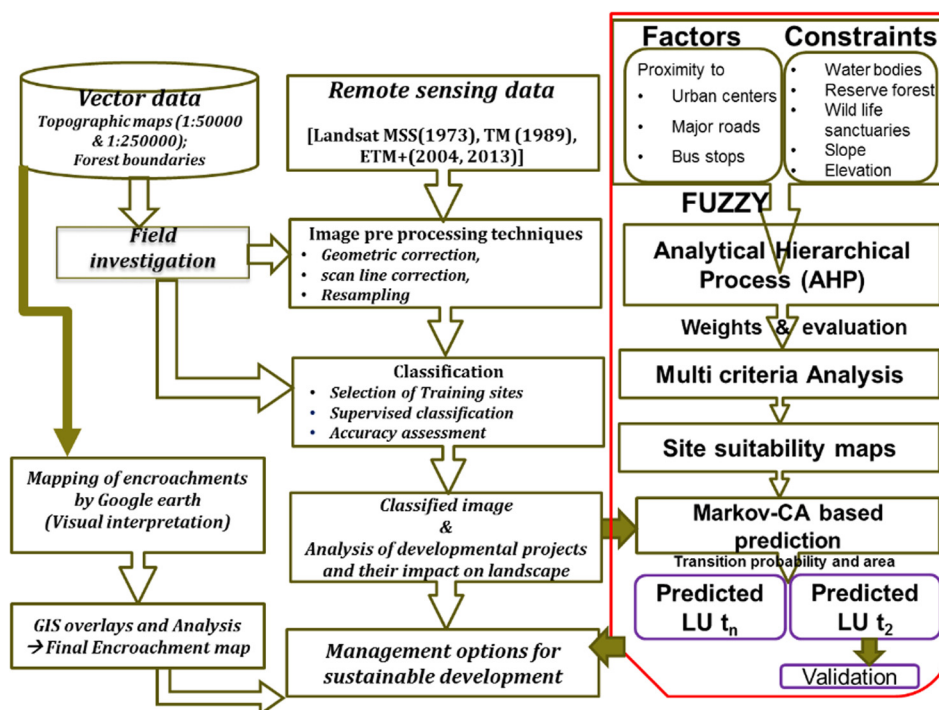 Vector data
Topographic maps (1:50000
& 1:250000);
Forest boundaries
Field
investigation
Mapping of encroachments
by Google earth
(Visual interpretation)
GIS overlays and Analysis
→Final Encroachment map
Remote sensing data
[Landsat MSS(1973), TM (1989),
ETM+(2004, 2013)]
Image pre processing techniques
• Geometric correction,
• scan line correction,
• Resampling
Classification
• Selection of Training sites
• Supervised classification
• Accuracy assessment
Classified image
&
Analysis of developmental projects
and their impact on landscape
Management options for
sustainable development
Factors
Proximity to
• Urban centers
• Major roads
• Bus stops
Constraints
• Water bodies
• Reserve forest
• Wild life
sanctuaries
• Slope
• Elevation
FUZZY
Analytical Hierarchical
Process (AHP)
Weights & evaluation
Multi criteria Analysis
Site suitability maps
Markov-CA based
prediction
Transition probability and area
Predicted
LU tn
Predicted
LU t2
Validation